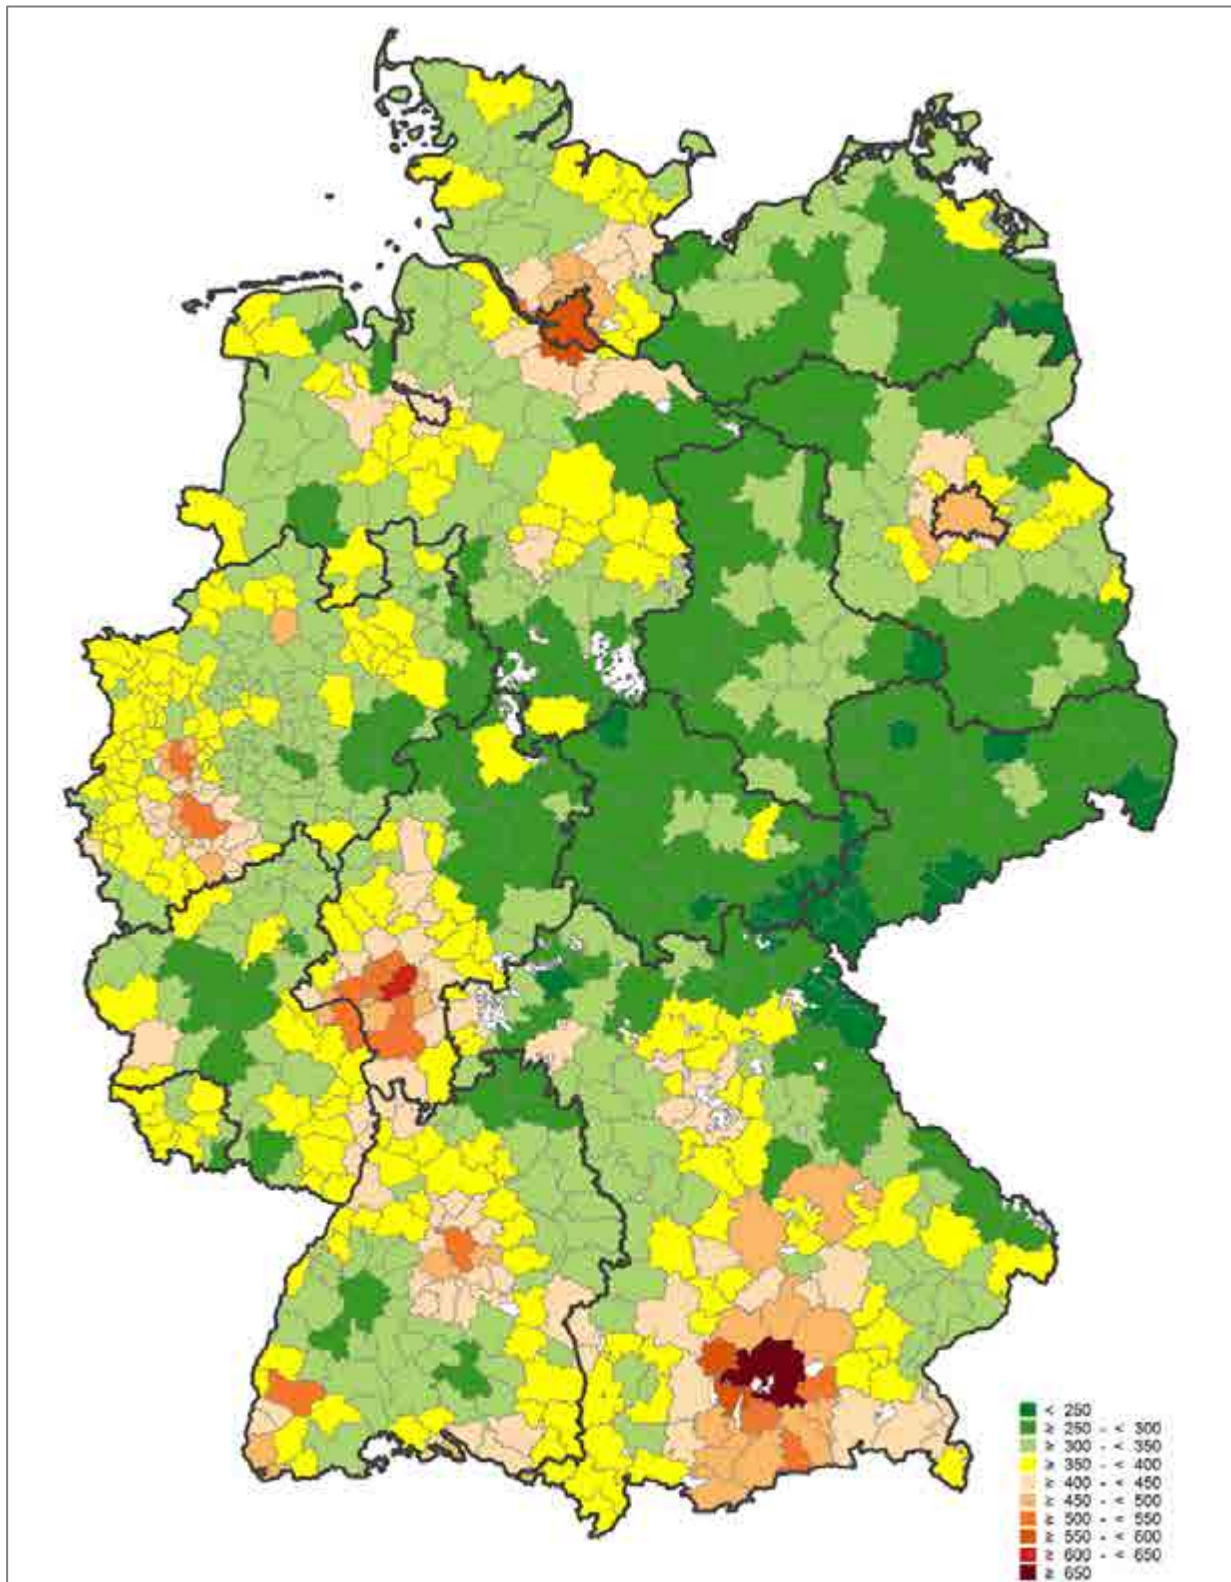 < 250
≥ 250 - < 300
≥ 300 - < 350
≥ 350 - < 400
≥ 400 - < 450
≥ 450 - < 500
≥ 500 - < 550
≥ 550 - < 600
≥ 600 - < 650
≥ 650